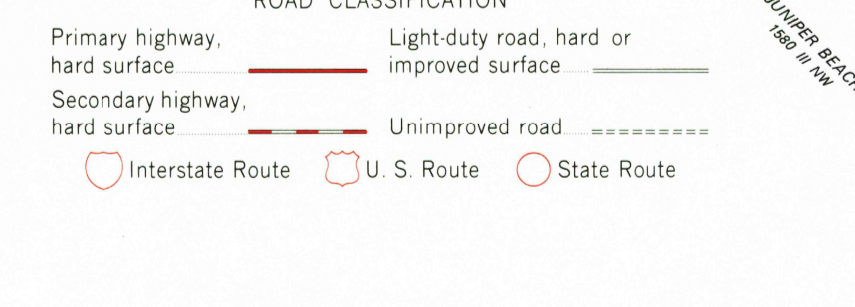 ROAD CLASSIFICATION
Primary highway,
hard surface
Light-duty road, hard or
improved surface
Secondary highway,
hard surface
Unimproved road
Interstate Route
U. S. Route
State Route
JUNIPER BEACH
1580 III NW